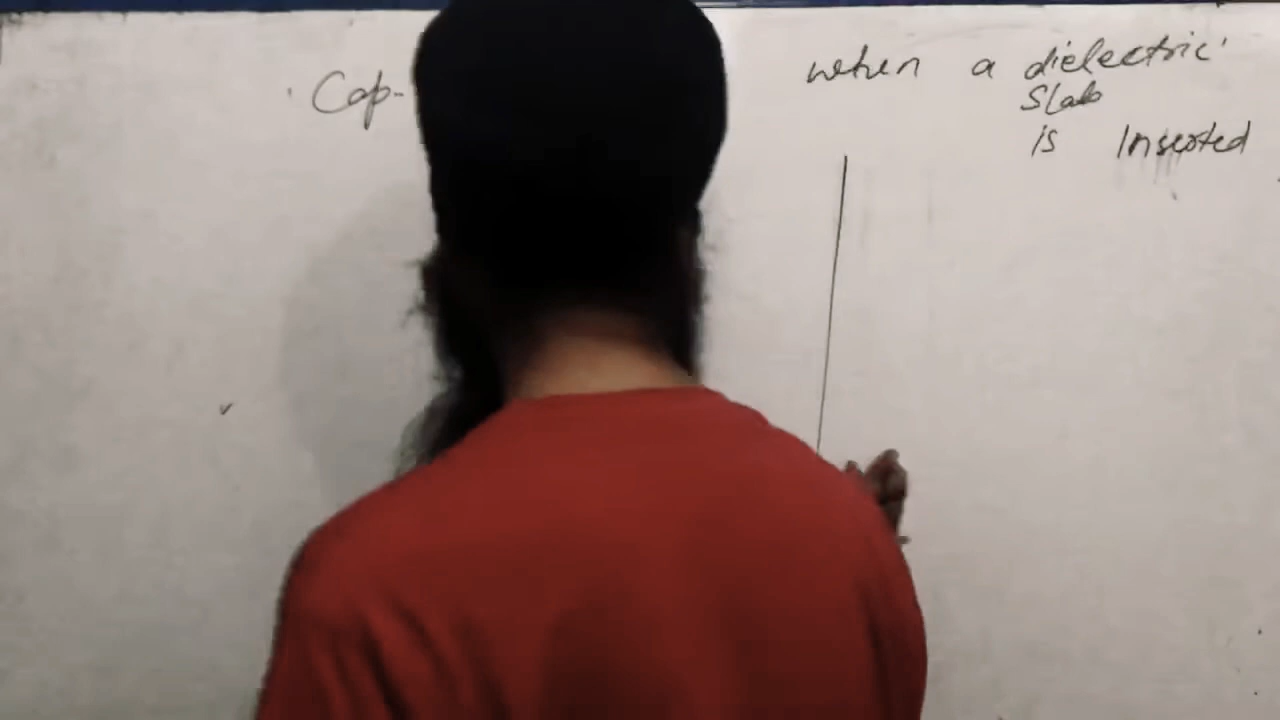 Cap- when a dielectric
Slab
is Inserted